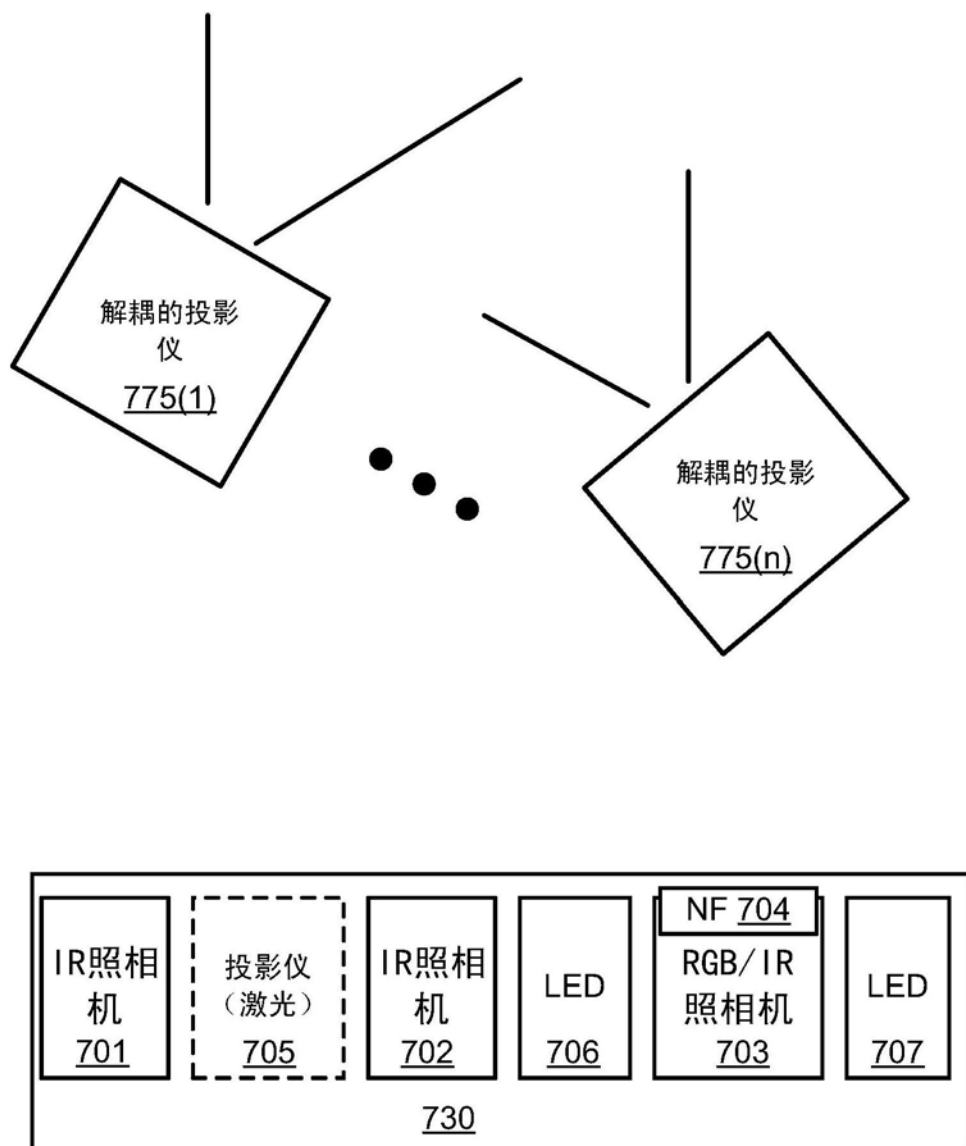 解耦的投影
仪
775(1)
解耦的投影
仪
775(n)
IR照相
机
701
投影仪
(激光)
705
IR照相
机
702
LED
706
NF 704
RGB/IR
照相机
703
LED
707
730